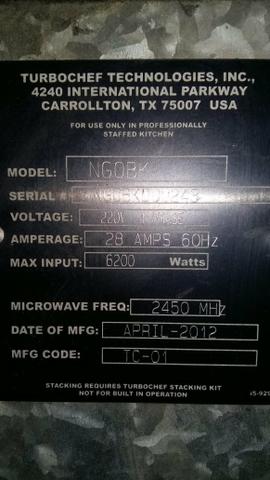 TURBOCHEF TECHNOLOGIES, INC.,
4240 INTERNATIONAL PARKWAY
CARROLLTON, TX 75007 USA
FOR USE ONLY IN PROFESSIONALLY
STAFFED KITCHEN
MODEL: NGOBK
SERIAL #
VOLTAGE: 220V
AMPERAGE: 28 AMPS 60Hz
MAX INPUT: 6200 Watts
MICROWAVE FREQ: 2450 MHz
DATE OF MFG: APRIL-2012
MFG CODE: TC-01
STACKING REQUIRES TURBOCHEF STACKING KIT
NOT FOR BUILT IN OPERATION